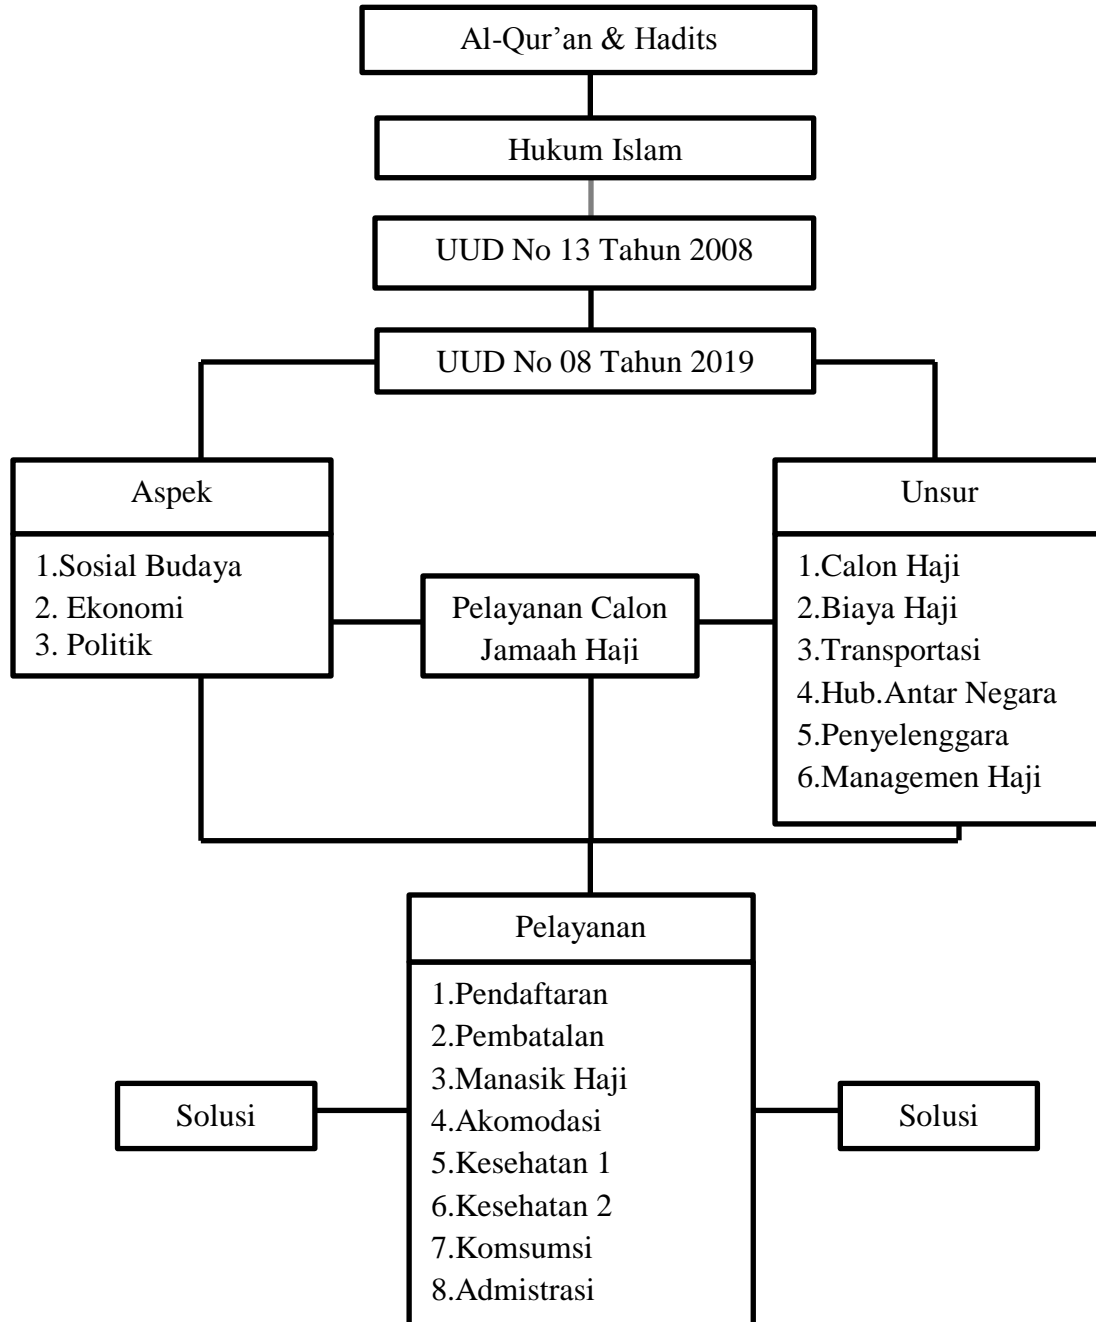 Al-Qur’an & Hadits
Hukum Islam
UUD No 13 Tahun 2008
UUD No 08 Tahun 2019
Aspek
1.Sosial Budaya
2. Ekonomi
3. Politik
Pelayanan Calon
Jamaah Haji
Unsur
1.Calon Haji
2.Biaya Haji
3.Transportasi
4.Hub.Antar Negara
5.Penyelenggara
6.Managemen Haji
Pelayanan
1.Pendaftaran
2.Pembatalan
3.Manasik Haji
4.Akomodasi
5.Kesehatan 1
6.Kesehatan 2
7.Komsumsi
8.Admistrasi
Solusi
Solusi